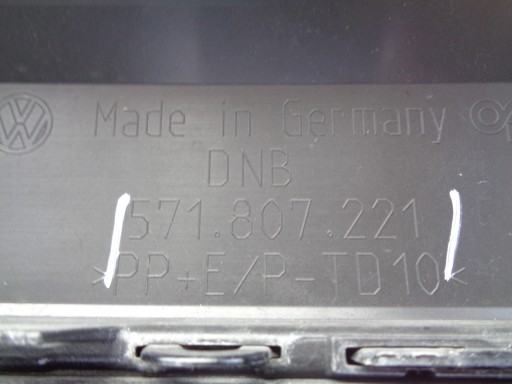 Made in Germany
DNB
571.807.221
>PP+E/P-TD10<